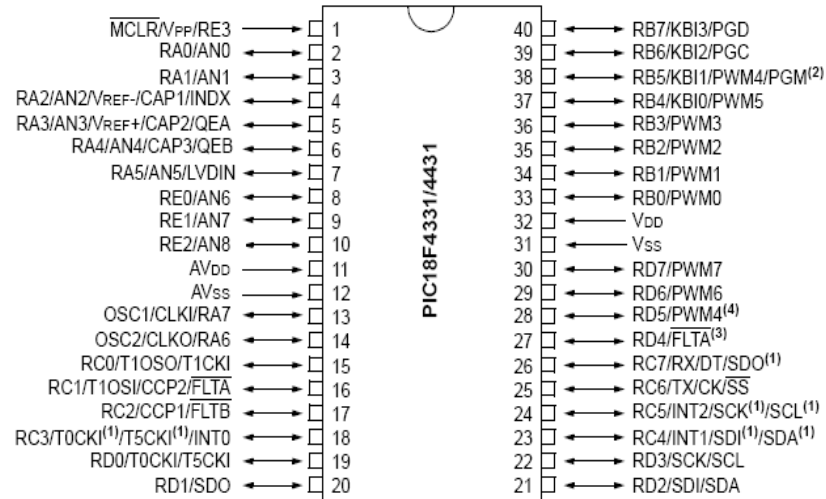 MCLR/VPP/RE3 1 40 RB7/KBI3/PGD
RA0/AN0 2 39 RB6/KBI2/PGC
RA1/AN1 3 38 RB5/KBI1/PWM4/PGM(2)
RA2/AN2/VREF-/CAP1/INDX 4 37 RB4/KBI0/PWM5
RA3/AN3/VREF+/CAP2/QEA 5 36 RB3/PWM3
RA4/AN4/CAP3/QEB 6 35 RB2/PWM2
RA5/AN5/LVDIN 7 34 RB1/PWM1
RE0/AN6 8 33 RB0/PWM0
RE1/AN7 9 32 VDD
RE2/AN8 10 31 VSS
AVDD 11 30 RD7/PWM7
AVSS 12 29 RD6/PWM6
OSC1/CLKI/RA7 13 28 RD5/PWM4(4)
OSC2/CLKO/RA6 14 27 RD4/FLTA(3)
RC0/T1OSO/T1CKI 15 26 RC7/RX/DT/SDO(1)
RC1/T1OSI/CCP2/FLTA 16 25 RC6/TX/CK/SS
RC2/CCP1/FLTB 17 24 RC5/INT2/SCK(1)/SCL(1)
RC3/T0CKI(1)/T5CKI(1)/INT0 18 23 RC4/INT1/SDI(1)/SDA(1)
RD0/T0CKI/T5CKI 19 22 RD3/SCK/SCL
RD1/SDO 20 21 RD2/SDI/SDA
PIC18F4331/4431